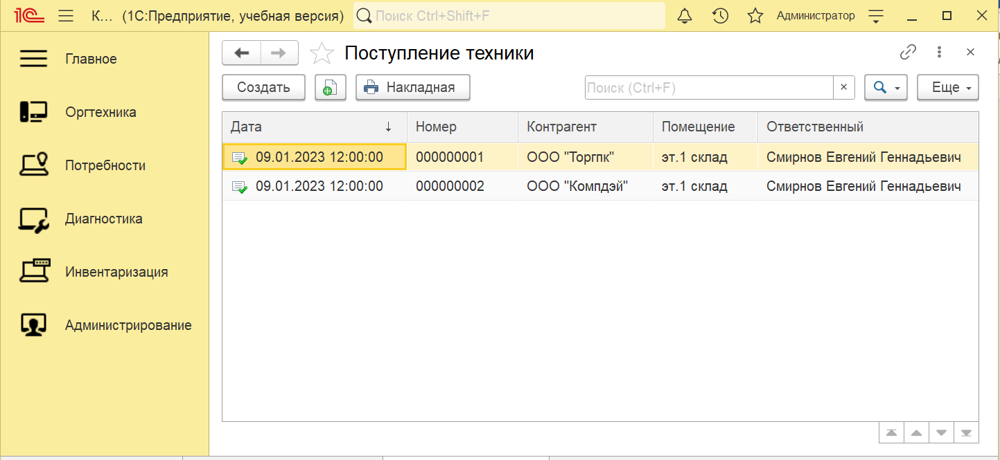 1С К... (1С:Предприятие, учебная версия) Поиск Ctrl+Shift+F Администратор
Главное
Оргтехника
Потребности
Диагностика
Инвентаризация
Администрирование
Поступление техники
Создать Накладная Поиск (Ctrl+F) × Еще
Дата ↓ Номер Контрагент Помещение Ответственный
09.01.2023 12:00:00 000000001 ООО "Торгпк" эт.1 склад Смирнов Евгений Геннадьевич
09.01.2023 12:00:00 000000002 ООО "Компдэй" эт.1 склад Смирнов Евгений Геннадьевич